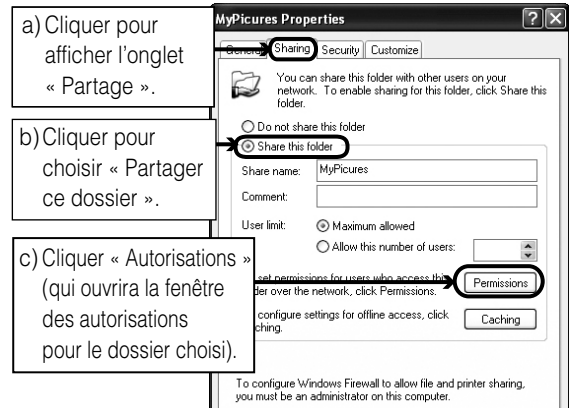 a) Cliquer pour
afficher l'onglet
« Partage ».
b) Cliquer pour
choisir « Partager
ce dossier ».
c) Cliquer « Autorisations »
(qui ouvrira la fenêtre
des autorisations
pour le dossier choisi).
MyPicures Properties
General Sharing Security Customize
You can share this folder with other users on your
network. To enable sharing for this folder, click Share this
folder.
Do not share this folder
Share this folder
Share name: MyPicures
Comment:
User limit: Maximum allowed
Allow this number of users:
set permissions for users who access this
over the network, click Permissions.
Permissions
configure settings for offline access, click
Caching
To configure Windows Firewall to allow file and printer sharing,
you must be an administrator on this computer.